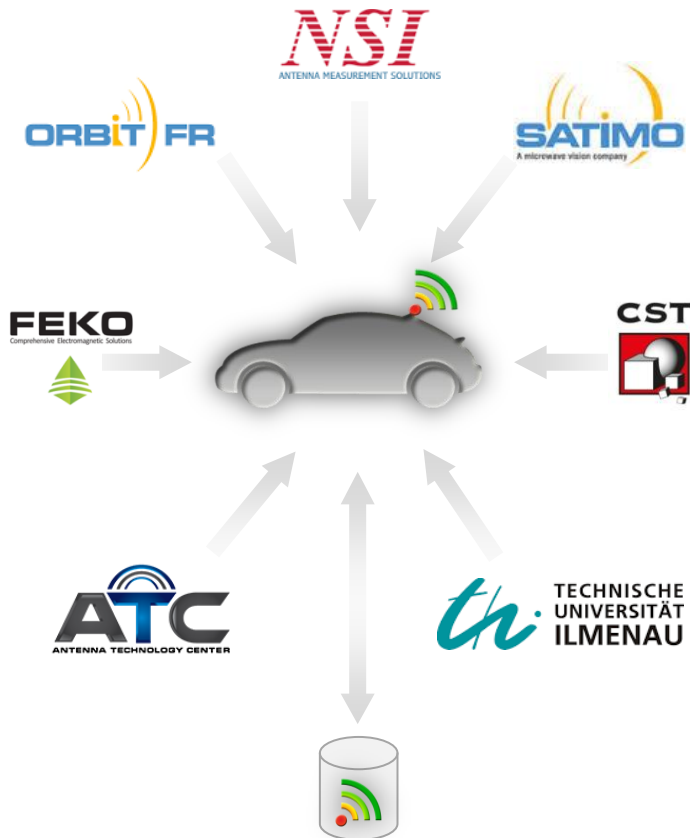 NSI
ANTENNA MEASUREMENT SOLUTIONS
ORBiT FR
SATiMO
A microwave vision company
FEKO
Comprehensive Electromagnetic Solutions
CST
ATC
ANTENNA TECHNOLOGY CENTER
th
TECHNISCHE
UNIVERSITÄT
ILMENAU